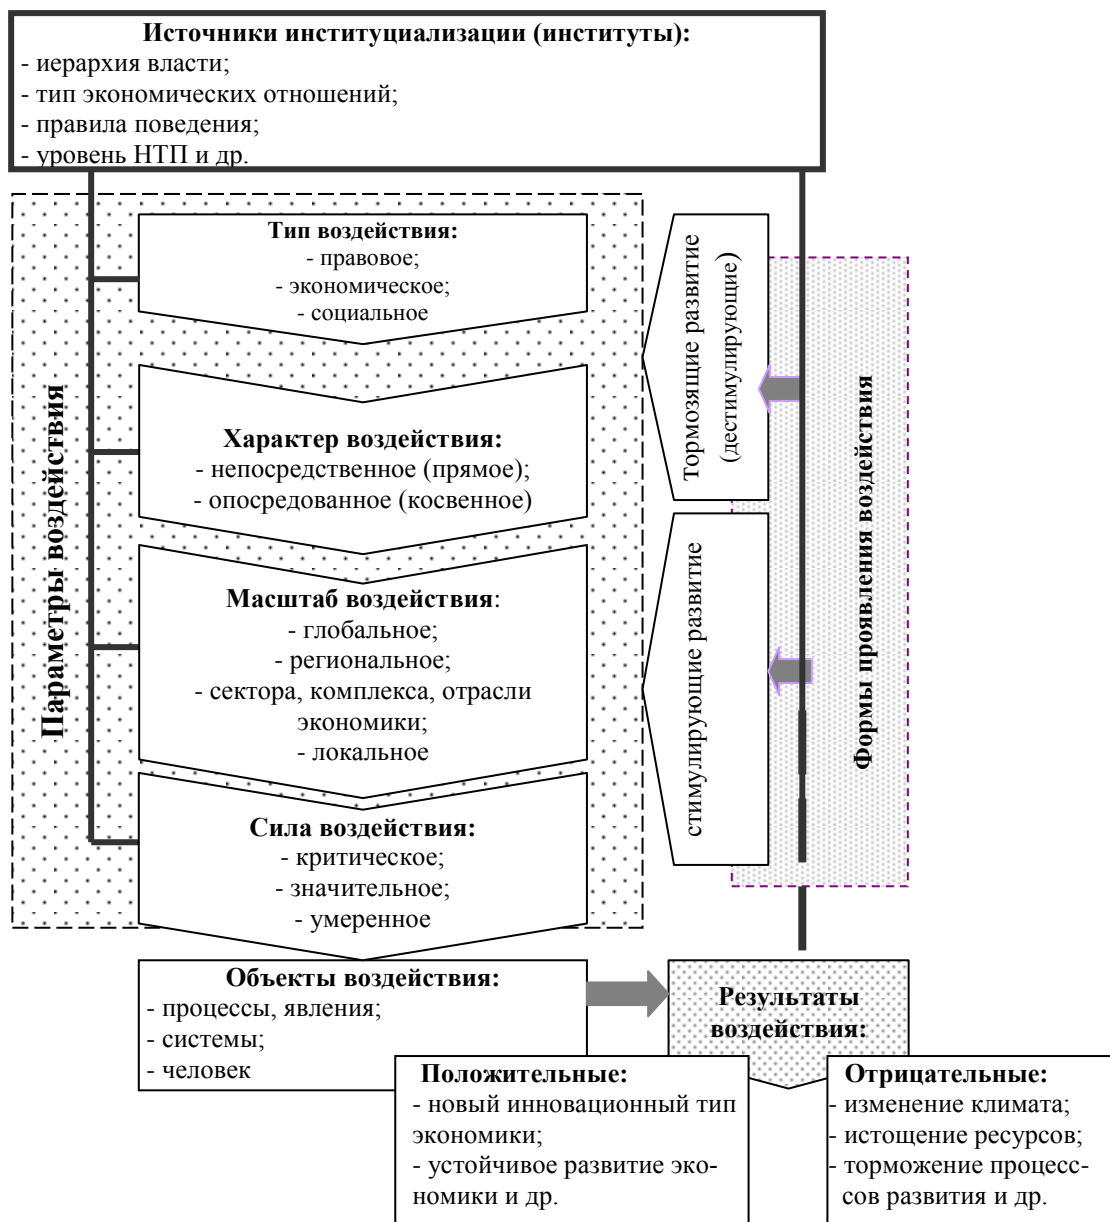 Источники институциализации (институты):
- иерархия власти;
- тип экономических отношений;
- правила поведения;
- уровень НТП и др.
Параметры воздействия
Тип воздействия:
- правовое;
- экономическое;
- социальное
Характер воздействия:
- непосредственное (прямое);
- опосредованное (косвенное)
Масштаб воздействия:
- глобальное;
- региональное;
- сектора, комплекса, отрасли
экономики;
- локальное
Сила воздействия:
- критическое;
- значительное;
- умеренное
Тормозящие развитие
(дестимулирующие)
стимулирующие развитие
Формы проявления воздействия
Объекты воздействия:
- процессы, явления;
- системы;
- человек
Результаты
воздействия:
Положительные:
- новый инновационный тип
экономики;
- устойчивое развитие эко-
номики и др.
Отрицательные:
- изменение климата;
- истощение ресурсов;
- торможение процесс-
сов развития и др.